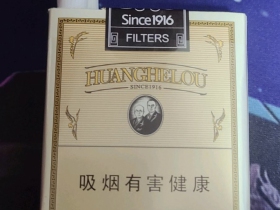 Since1916
FILTERS
HUANGHELOU
SINCE1916
吸烟有害健康